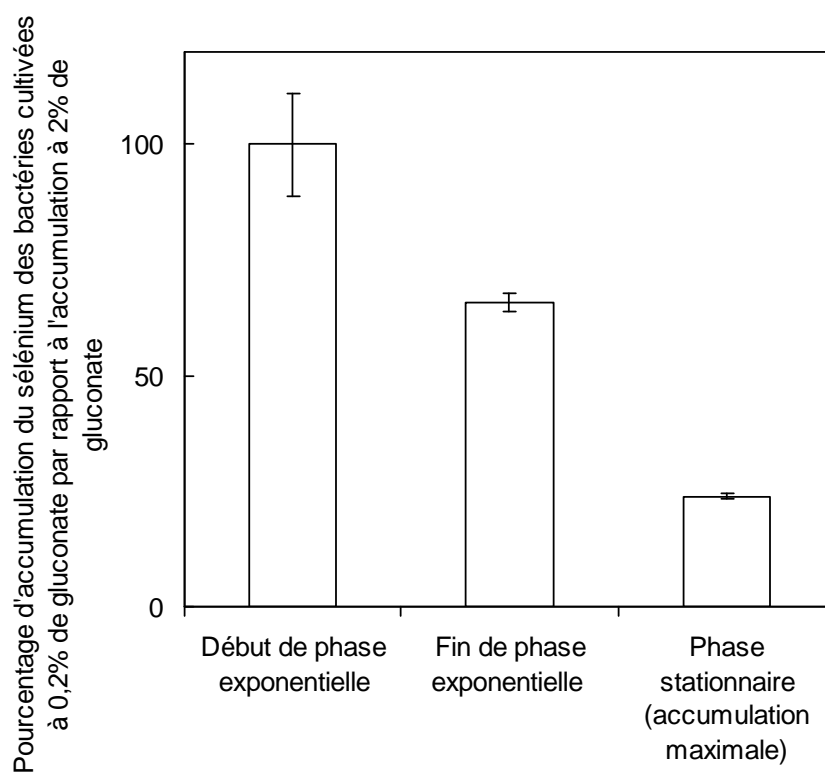 Pourcentage d'accumulation du sélénium des bactéries cultivées
à 0,2% de gluconate par rapport à l'accumulation à 2% de
gluconate
100
50
0
Début de phase
exponentielle
Fin de phase
exponentielle
Phase
stationnaire
(accumulation
maximale)